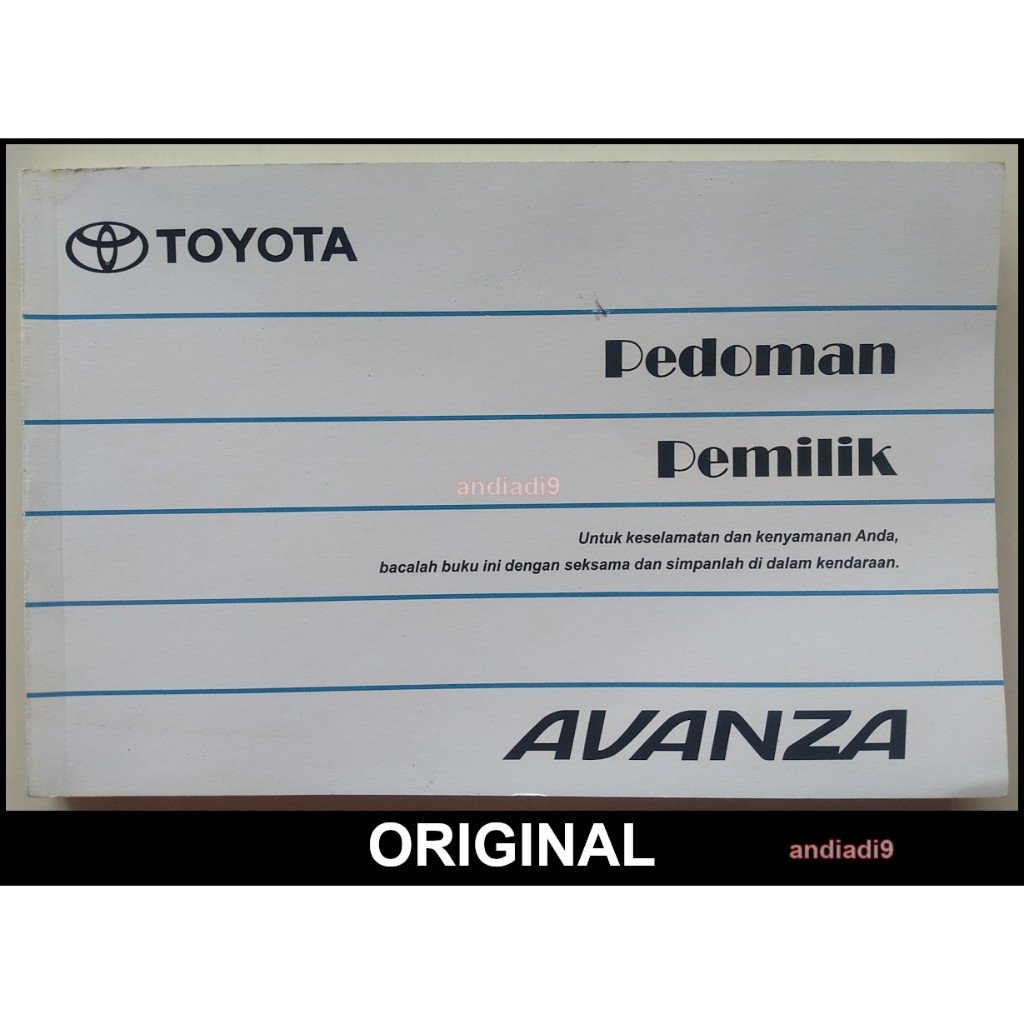 TOYOTA
Pedoman
Pemilik
andiadi9
Untuk keselamatan dan kenyamanan Anda,
bacalah buku ini dengan seksama dan simpanlah di dalam kendaraan.
AVANZA
ORIGINAL
andiadi9